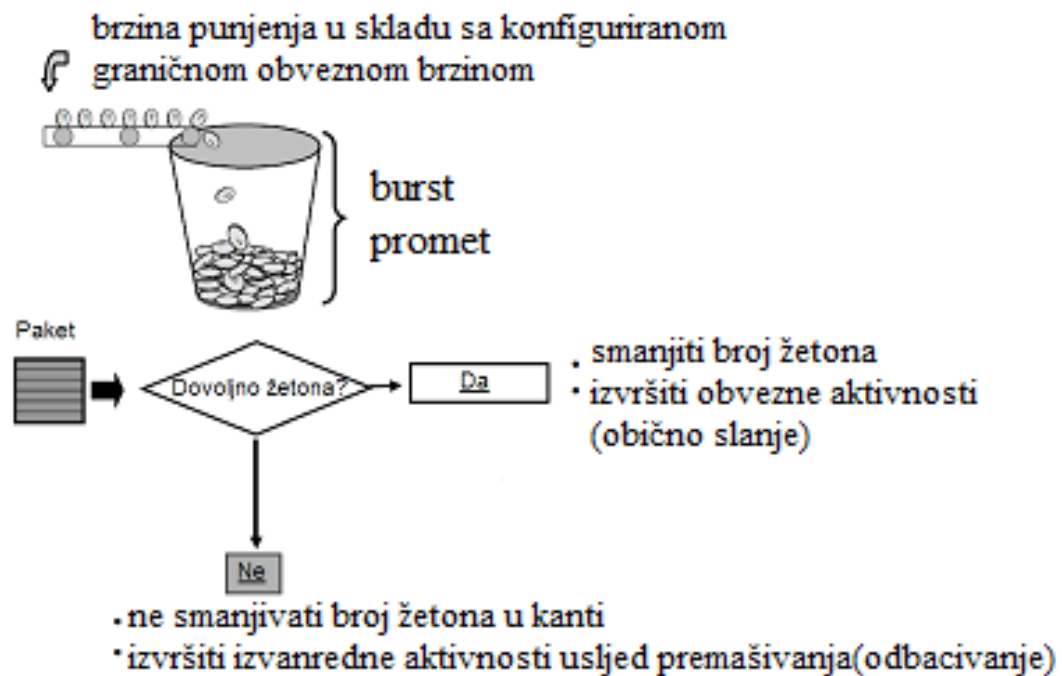 brzina punjenja u skladu sa konfiguriranom
graničnom obveznom brzinom
burst
promet
Paket
Dovoljno žetona?
Da
· smanjiti broj žetona
· izvršiti obvezne aktivnosti
(obično slanje)
Ne
· ne smanjivati broj žetona u kanti
· izvršiti izvanredne aktivnosti usljed premašivanja(odbacivanje)